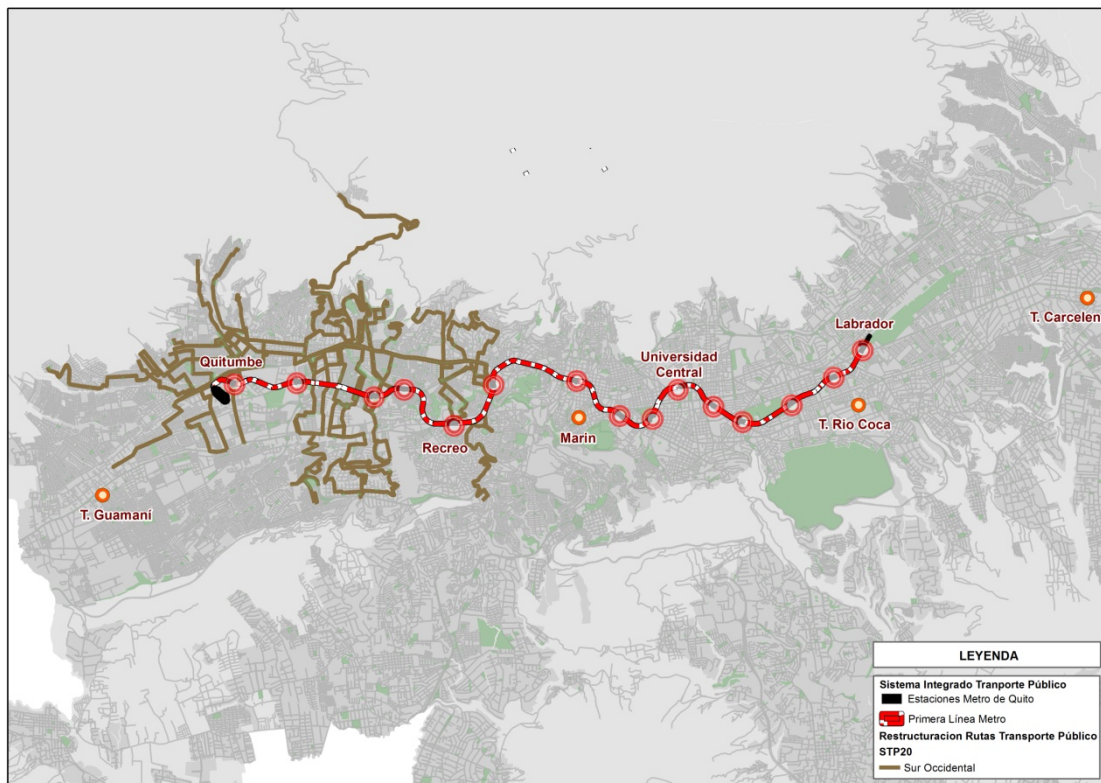 T. Carcelen
Labrador
Universidad
Central
Quitumbe
T. Rio Coca
Marin
Recreo
T. Guamaní
LEYENDA
Sistema Integrado Tranporte Público
Estaciones Metro de Quito
Primera Línea Metro
Restructuracion Rutas Transporte Público
STP20
Sur Occidental